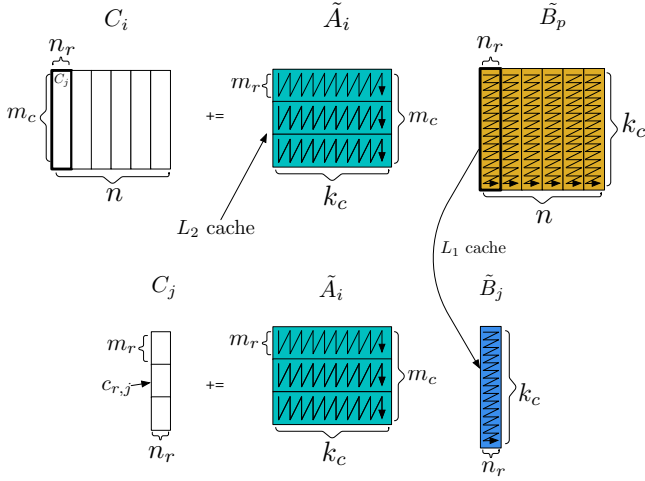 C_i
Ã_i
B̃_p
n_r
n_r
C_j
m_r
m_c
+=
m_c
k_c
n
k_c
n
L_2 cache
L_1 cache
C_j
Ã_i
B̃_j
m_r
m_r
c_{r,j}
+=
m_c
k_c
n_r
k_c
n_r